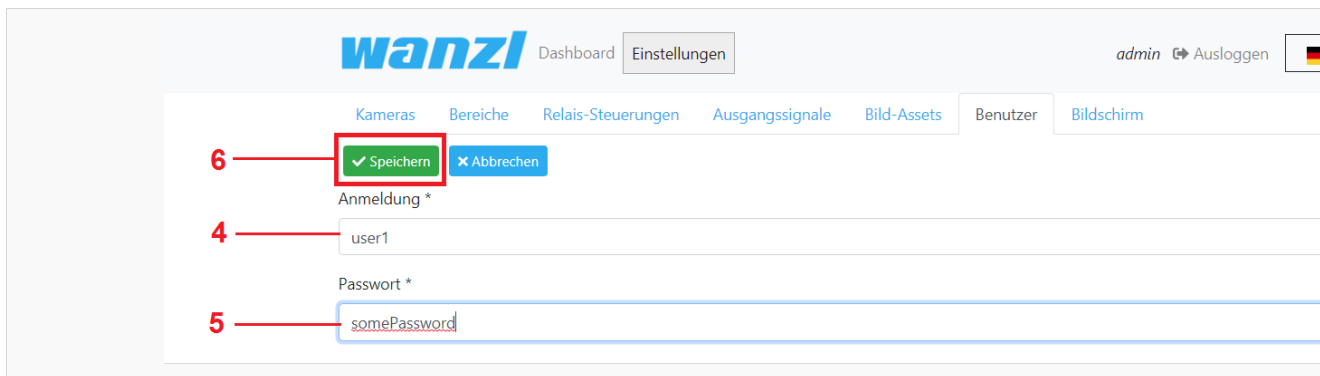 wanzl Dashboard Einstellungen admin Ausloggen
Kameras Bereiche Relais-Steuerungen Ausgangssignale Bild-Assets Benutzer Bildschirm
6 Speichern Abbrechen
Anmeldung *
4 user1
Passwort *
5 somePassword